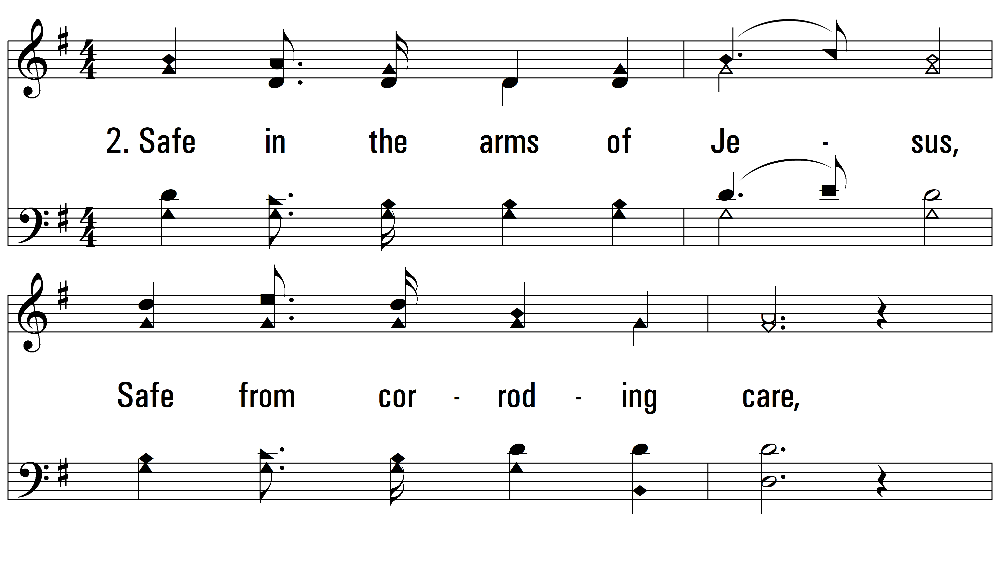 2. Safe in the arms of Je - sus,
Safe from cor - rod - ing care,